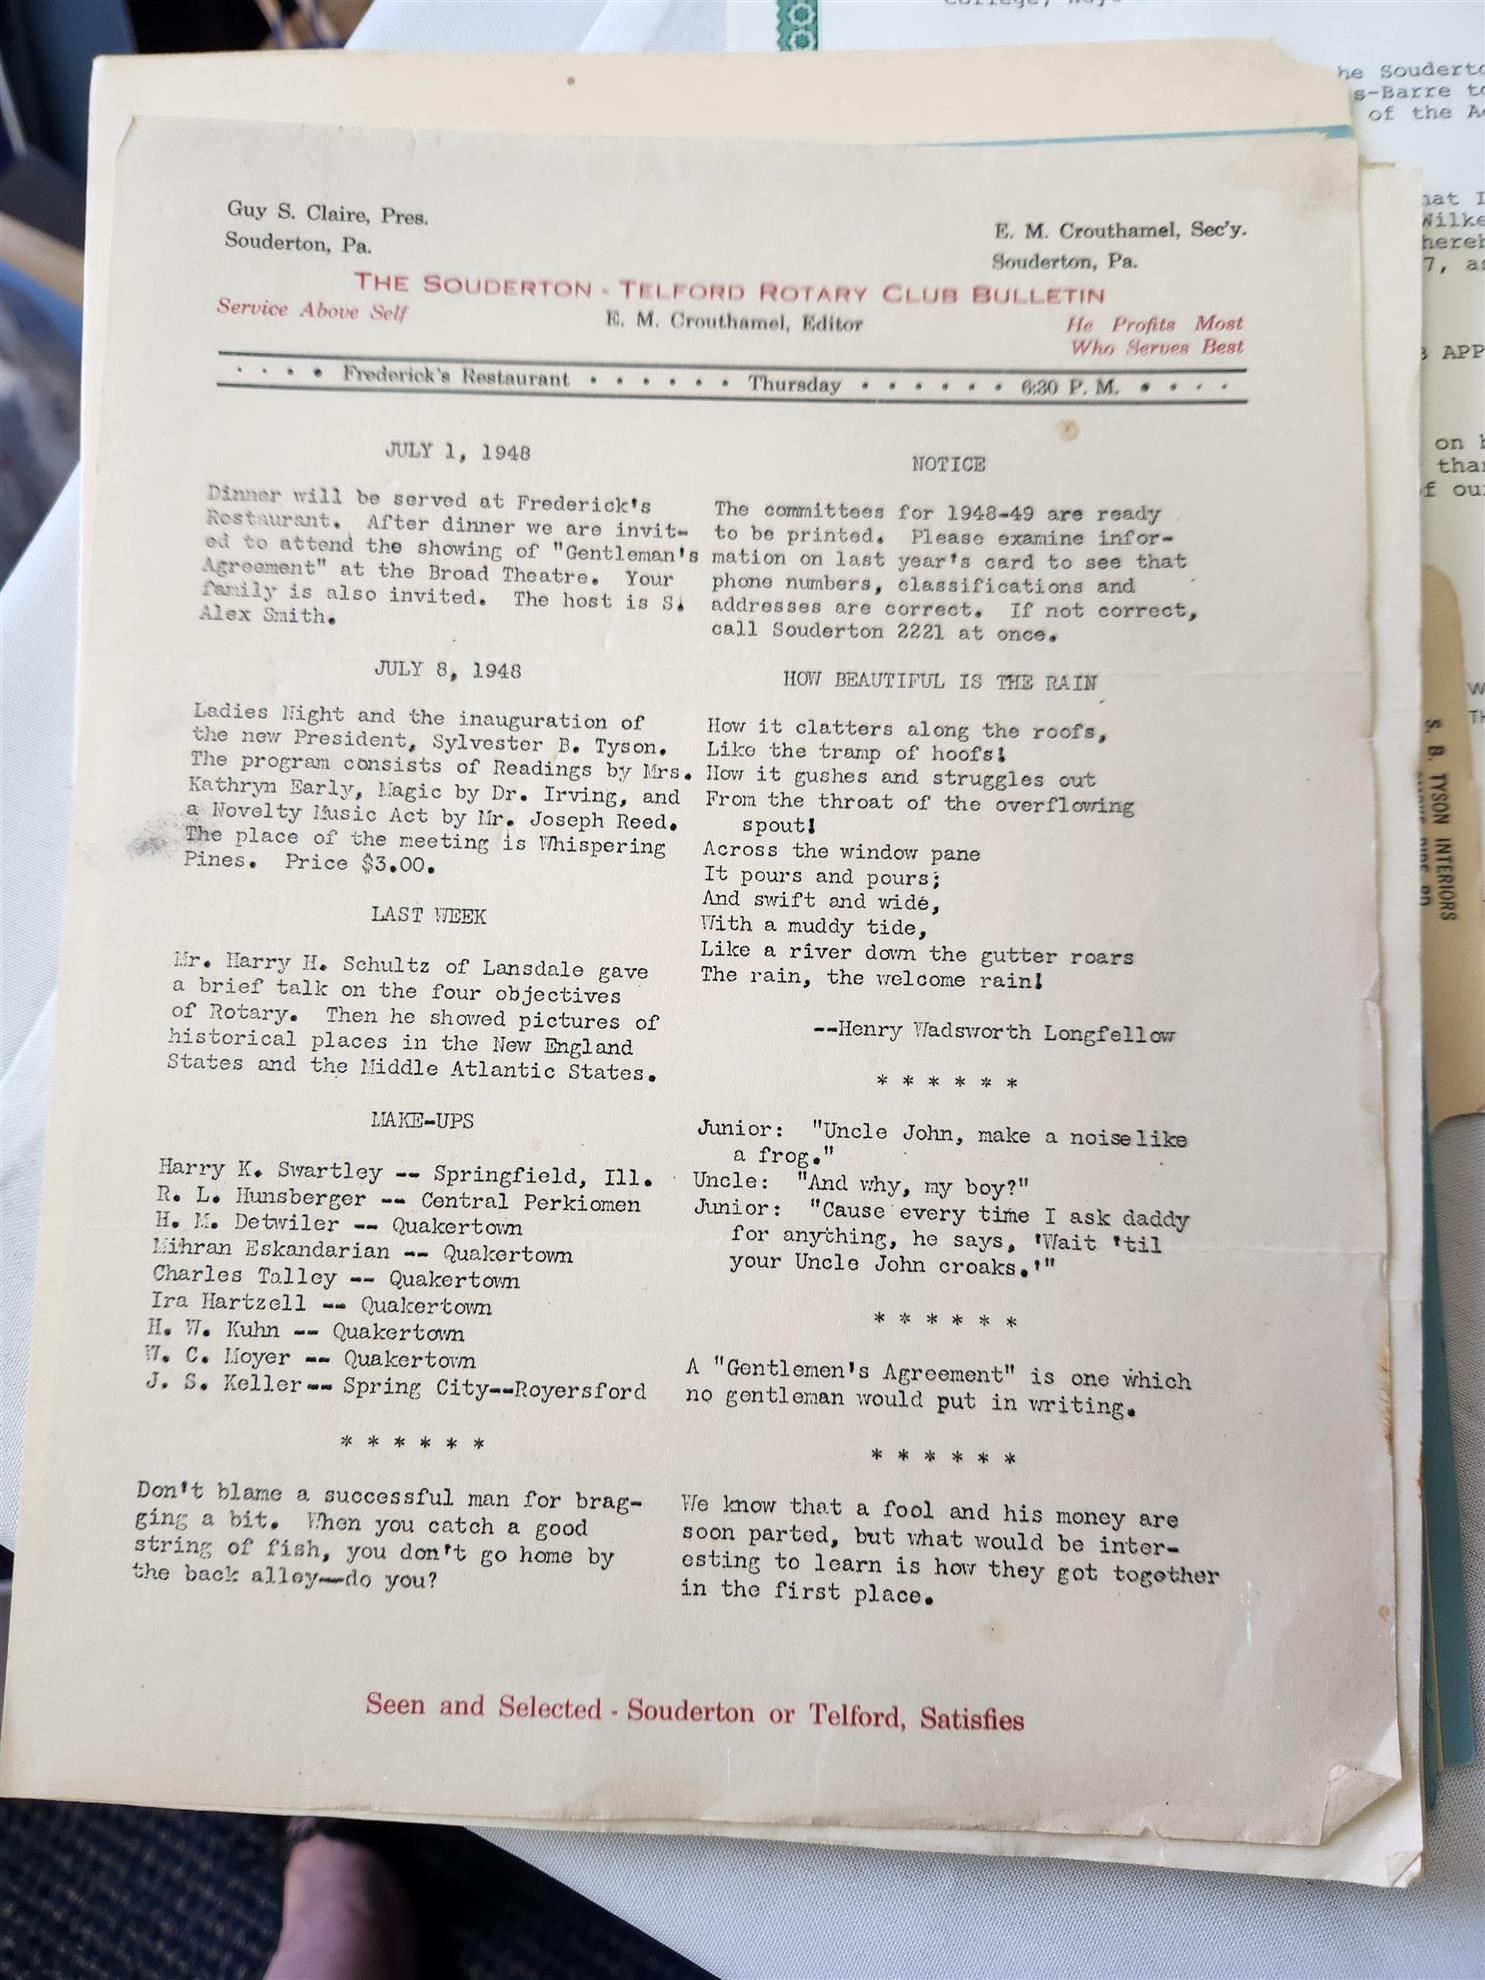 Guy S. Claire, Pres.
Souderton, Pa.
E. M. Crouthamel, Sec'y.
Souderton, Pa.
THE SOUDERTON - TELFORD ROTARY CLUB BULLETIN
Service Above Self
E. M. Crouthamel, Editor
He Profits Most
Who Serves Best
. . . . Frederick's Restaurant . . . . . . Thursday . . . . . . 6:30 P. M. . . . .
JULY 1, 1948
Dinner will be served at Frederick's
Restaurant. After dinner we are invit-
ed to attend the showing of "Gentleman's
Agreement" at the Broad Theatre. Your
family is also invited. The host is S.
Alex Smith.
JULY 8, 1948
Ladies Night and the inauguration of
the new President, Sylvester B. Tyson.
The program consists of Readings by Mrs.
Kathryn Early, Magic by Dr. Irving, and
a Novelty Music Act by Mr. Joseph Reed.
The place of the meeting is Whispering
Pines. Price $3.00.
LAST WEEK
Mr. Harry H. Schultz of Lansdale gave
a brief talk on the four objectives
of Rotary. Then he showed pictures of
historical places in the New England
States and the Middle Atlantic States.
MAKE-UPS
Harry K. Swartley -- Springfield, Ill.
R. L. Hunsberger -- Central Perkiomen
H. M. Detwiler -- Quakertown
Mihran Eskandarian -- Quakertown
Charles Talley -- Quakertown
Ira Hartzell -- Quakertown
H. W. Kuhn -- Quakertown
W. C. Moyer -- Quakertown
J. S. Keller-- Spring City--Royersford
* * * * * *
Don't blame a successful man for brag-
ging a bit. When you catch a good
string of fish, you don't go home by
the back alley--do you?
NOTICE
The committees for 1948-49 are ready
to be printed. Please examine infor-
mation on last year's card to see that
phone numbers, classifications and
addresses are correct. If not correct,
call Souderton 2221 at once.
HOW BEAUTIFUL IS THE RAIN
How it clatters along the roofs,
Like the tramp of hoofs!
How it gushes and struggles out
From the throat of the overflowing
spout!
Across the window pane
It pours and pours;
And swift and wide,
With a muddy tide,
Like a river down the gutter roars
The rain, the welcome rain!
--Henry Wadsworth Longfellow
* * * * * *
Junior: "Uncle John, make a noise like
a frog."
Uncle: "And why, my boy?"
Junior: "Cause every time I ask daddy
for anything, he says, 'Wait 'til
your Uncle John croaks.'"
* * * * * *
A "Gentlemen's Agreement" is one which
no gentleman would put in writing.
* * * * * *
We know that a fool and his money are
soon parted, but what would be inter-
esting to learn is how they got together
in the first place.
Seen and Selected - Souderton or Telford, Satisfies
s-Barre
of the
on
S. B. TYSON INTERIORS